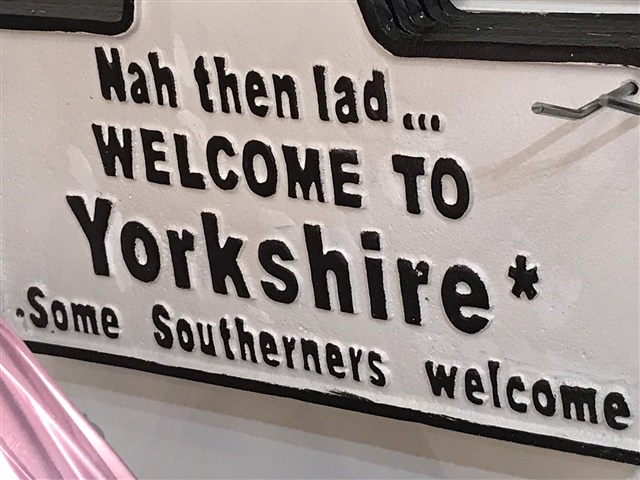 Nah then lad ...
WELCOME TO
Yorkshire*
.Some Southerners welcome